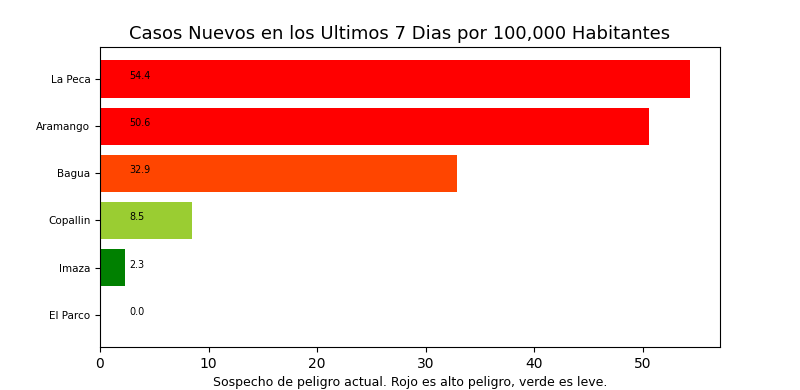 Casos Nuevos en los Ultimos 7 Dias por 100,000 Habitantes
La Peca 54.4
Aramango 50.6
Bagua 32.9
Copallin 8.5
Imaza 2.3
El Parco 0.0
0 10 20 30 40 50
Sospecho de peligro actual. Rojo es alto peligro, verde es leve.